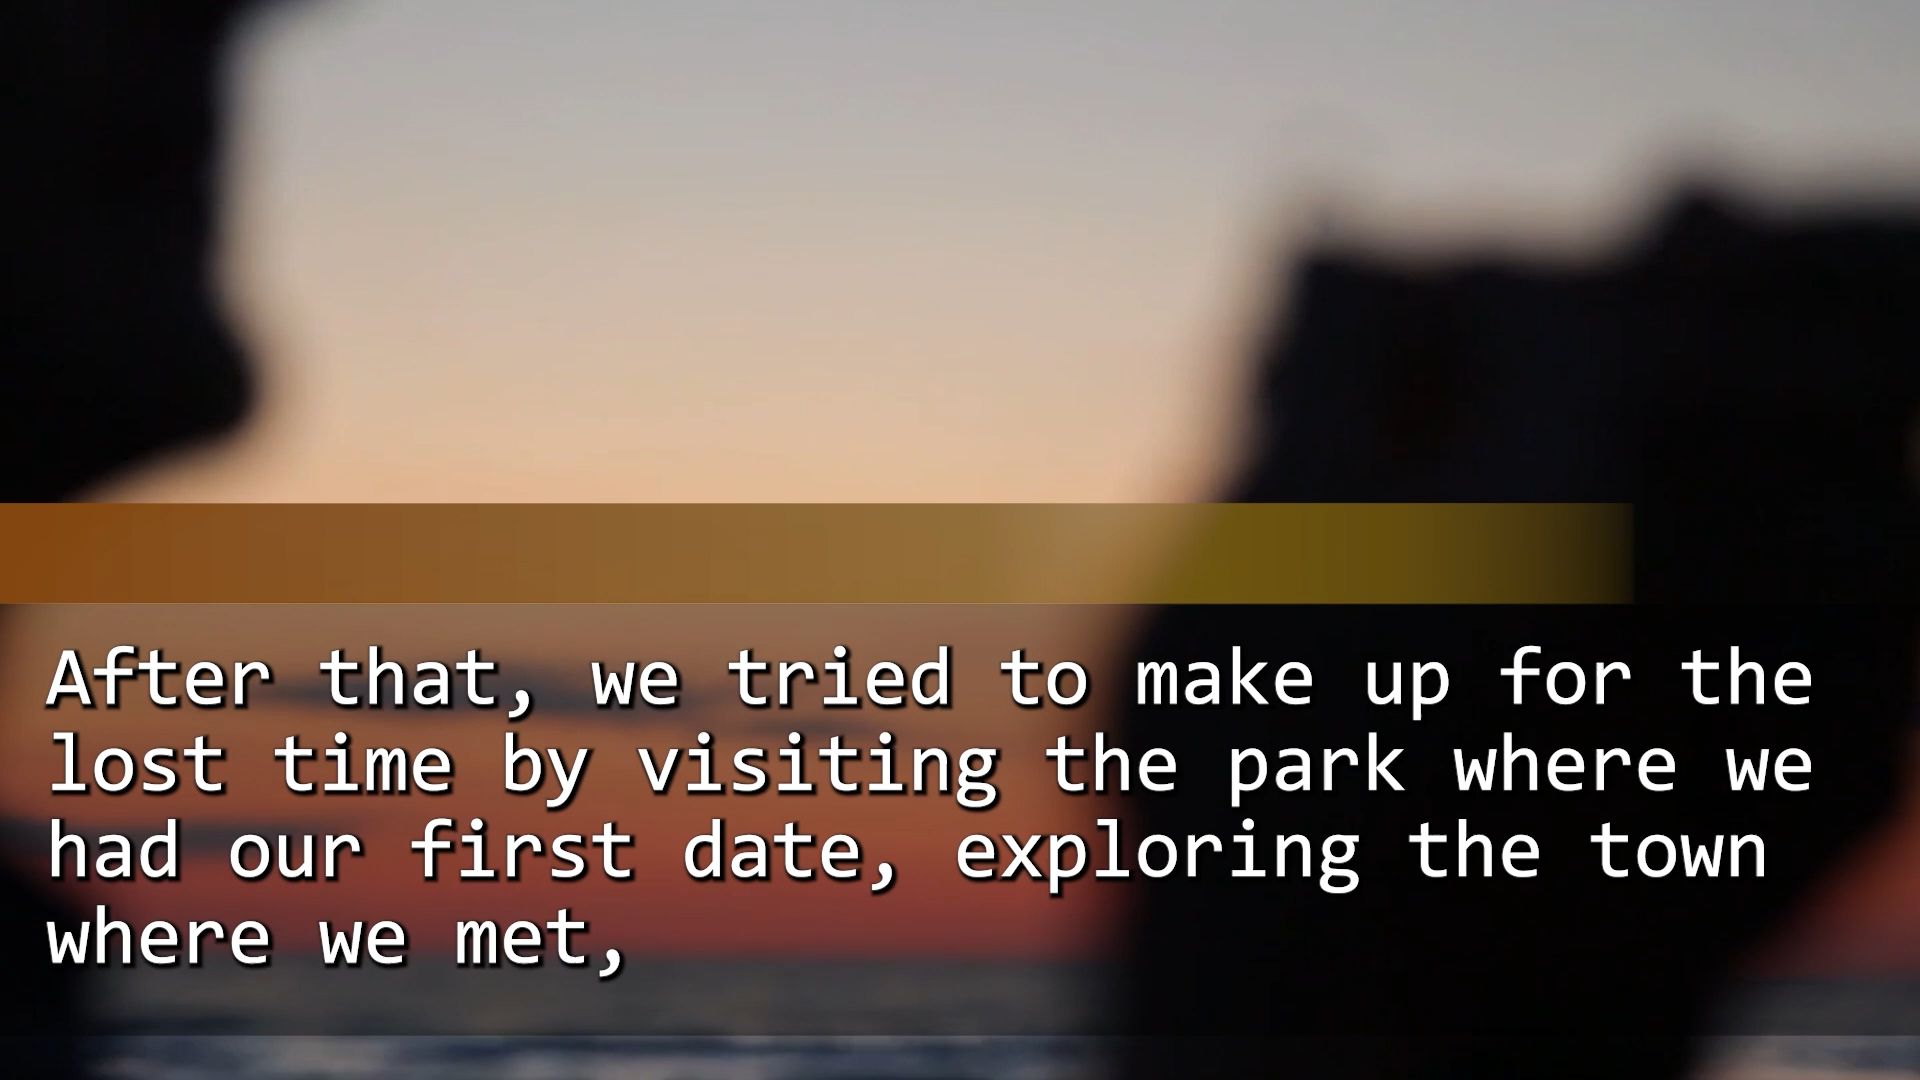 After that, we tried to make up for the
lost time by visiting the park where we
had our first date, exploring the town
where we met,